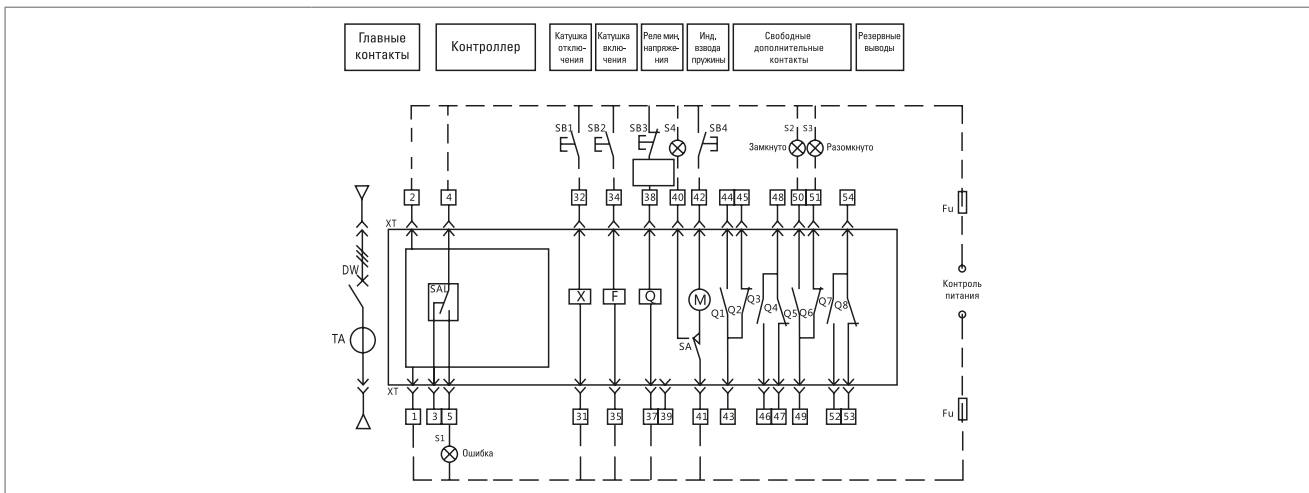 Главные
контакты
Контроллер
Катушка
отклю-
чения
Катушка
вклю-
чения
Реле мин.
напряже-
ния
Инд.
взвода
пружины
Свободные
дополнительные
контакты
Резервные
выводы
SB1
SB2
SB3
S4
SB4
S2
S3
Замкнуто
Разомкнуто
2
4
32
34
38
40
42
44
45
48
50
51
54
Fu
XT
DW
SAL
X
F
Q
M
Q1
Q2
Q3
Q4
Q5
Q6
Q7
Q8
Контроль
питания
TA
SA
XT
1
3
5
31
35
37
39
41
43
46
47
49
52
53
Fu
S1
Ошибка